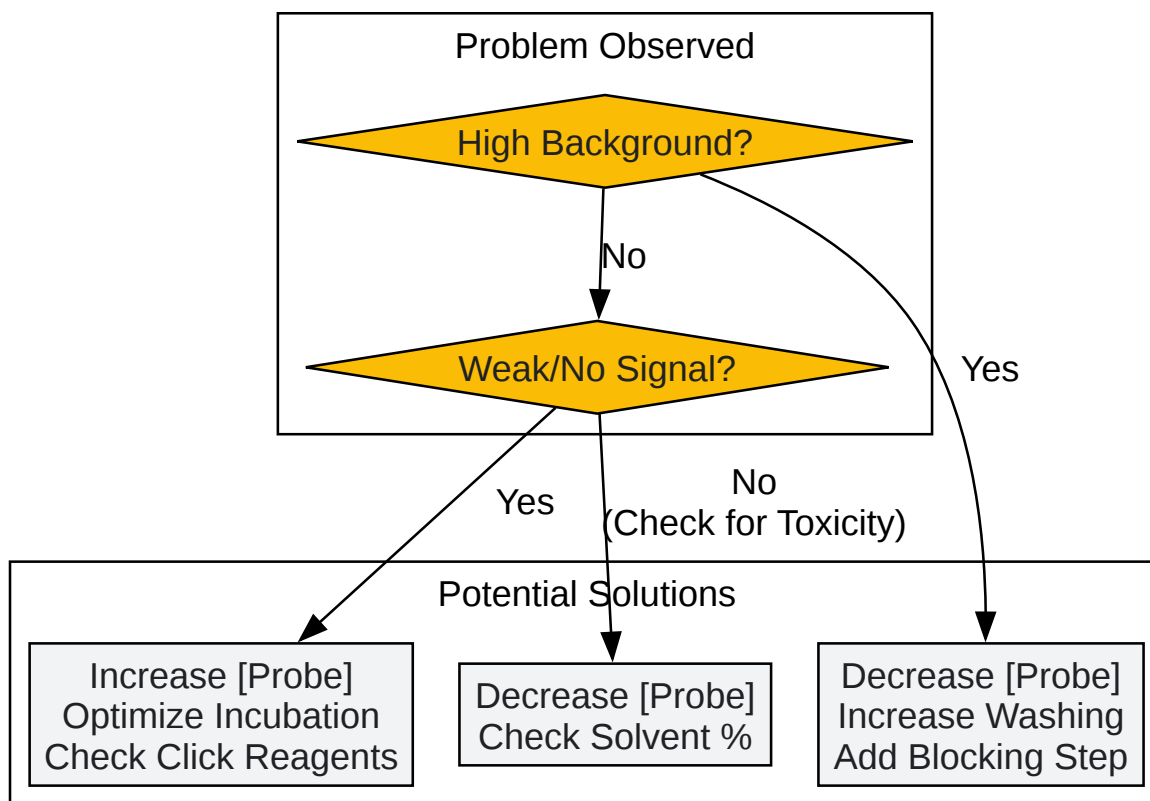 Problem Observed
High Background?
No
Weak/No Signal?
Yes
Yes
No
(Check for Toxicity)
Potential Solutions
Increase [Probe]
Optimize Incubation
Check Click Reagents
Decrease [Probe]
Check Solvent %
Decrease [Probe]
Increase Washing
Add Blocking Step